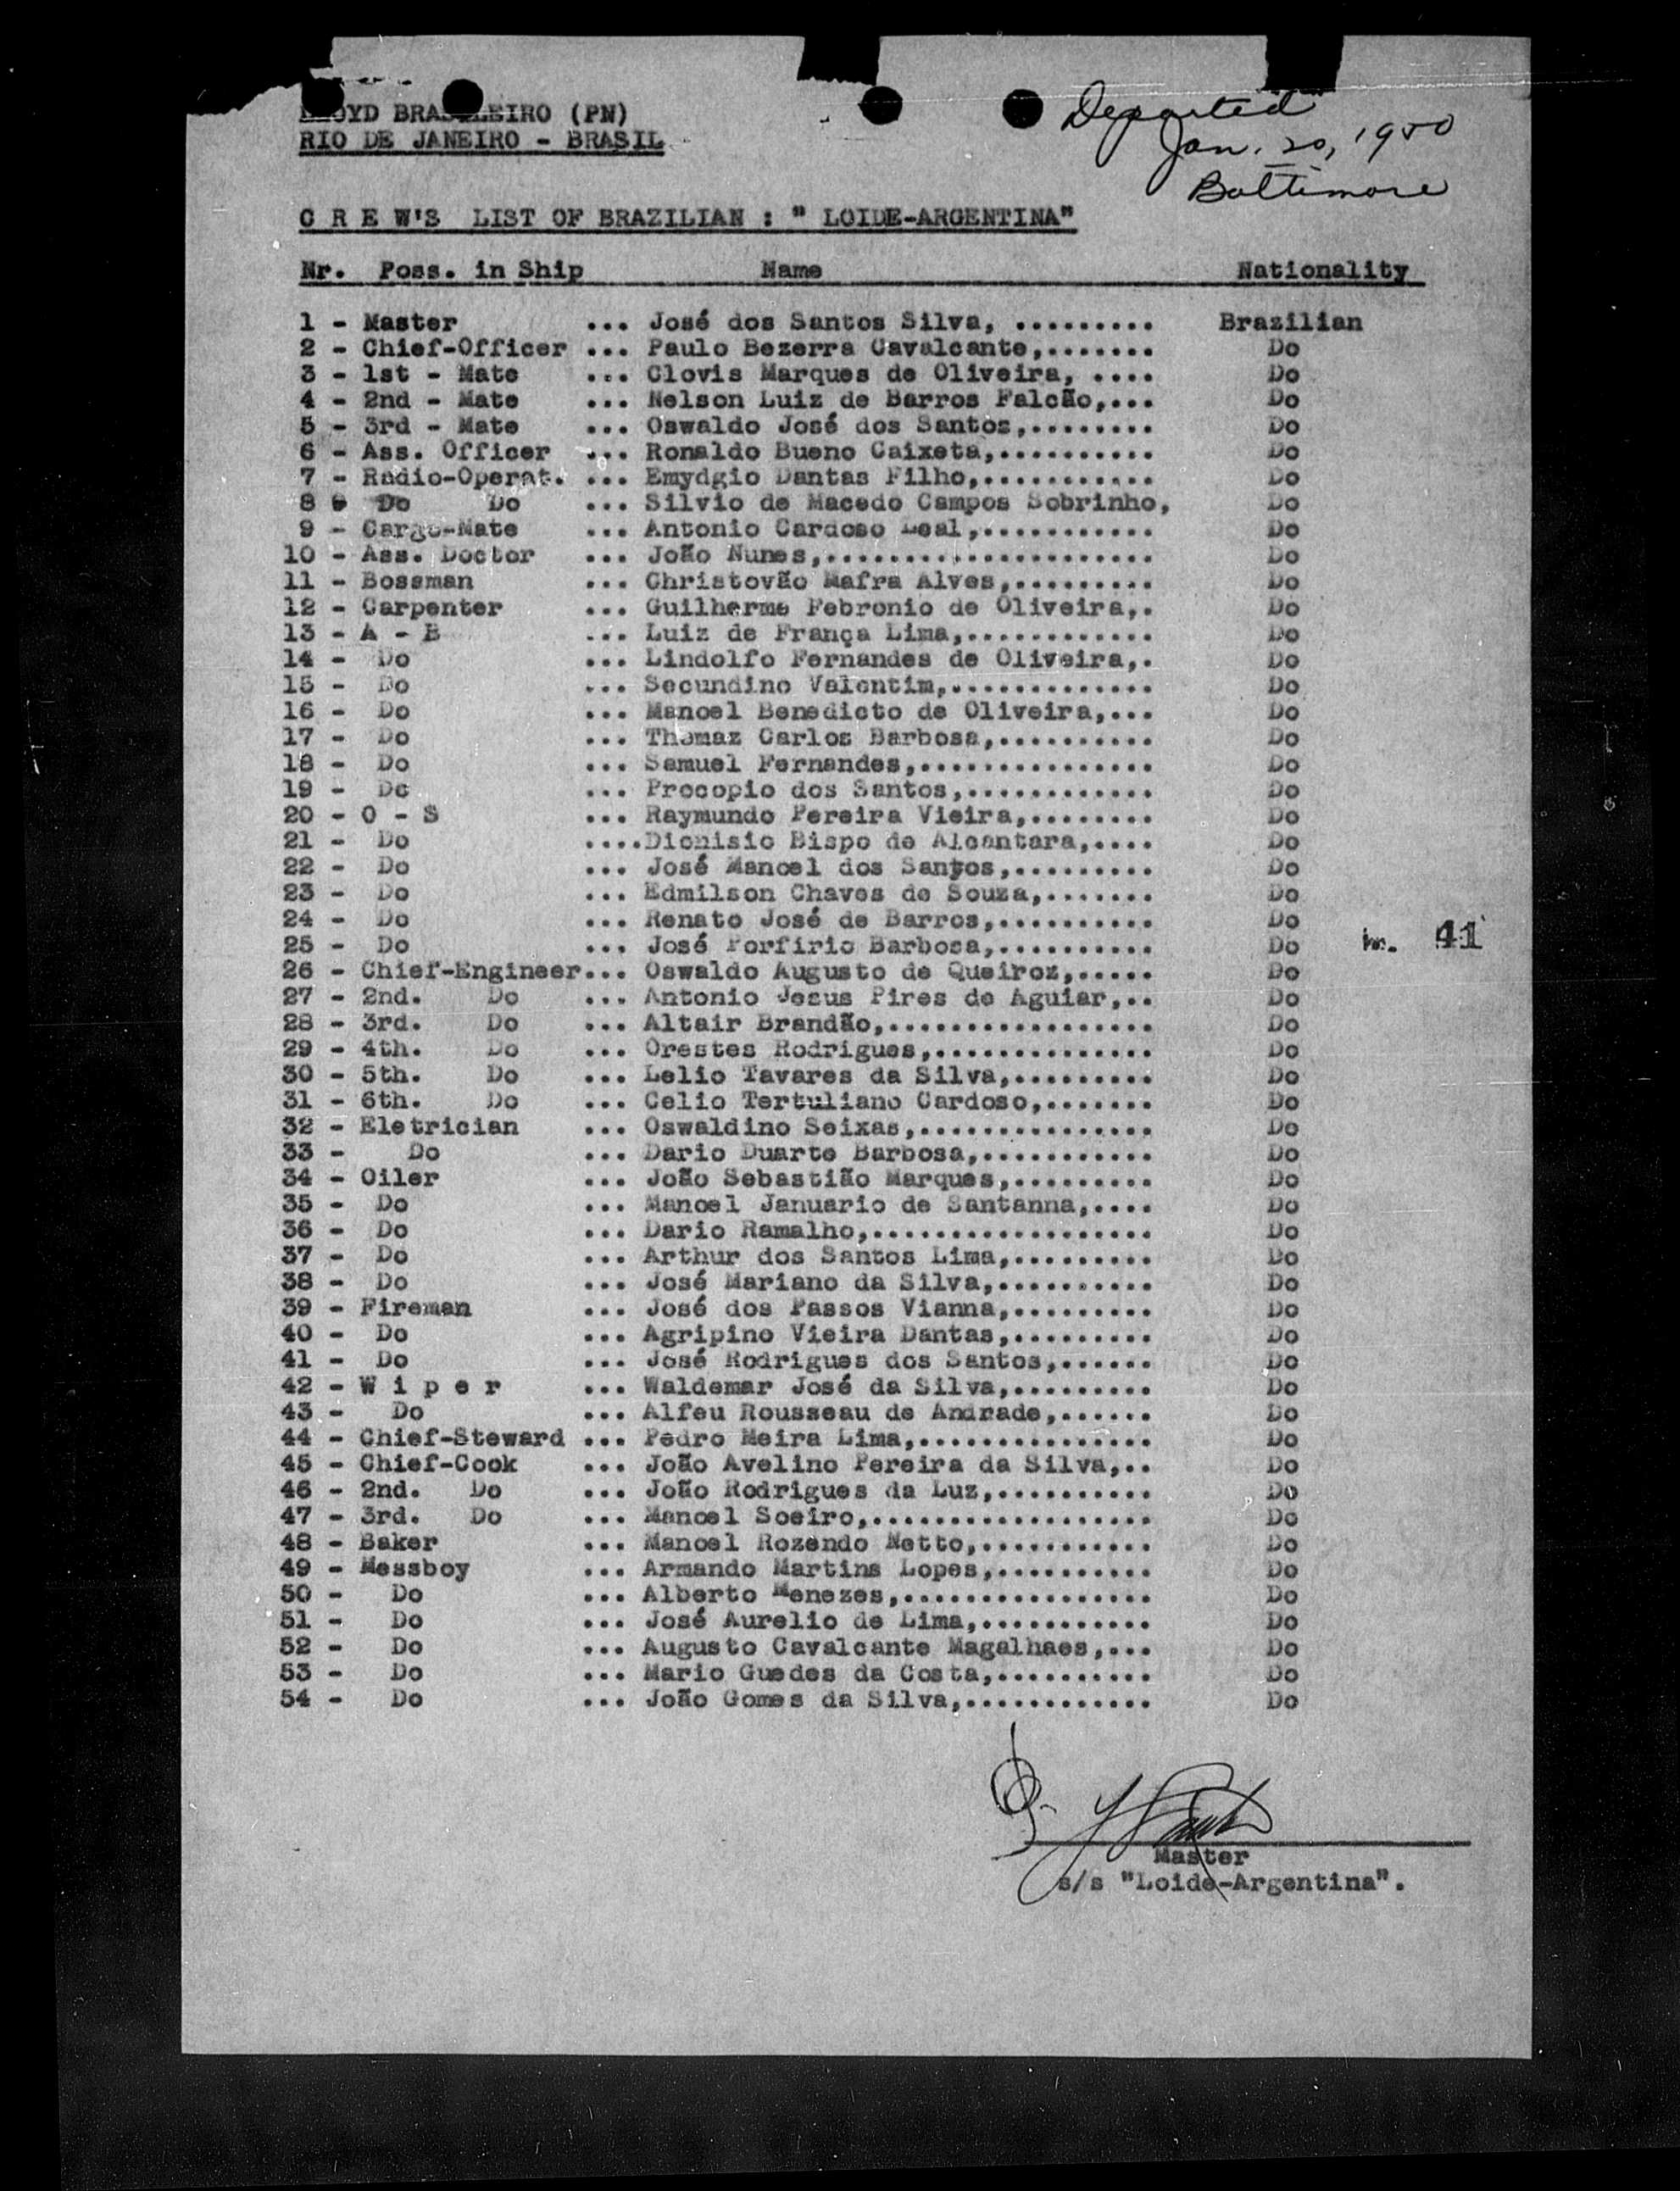 LLOYD BRASILEIRO (PN)
RIO DE JANEIRO - BRASIL
Departed
Jan. 20, 1950
Baltimore
C R E W'S LIST OF BRAZILIAN : " LOIDE-ARGENTINA"
Nr. Poss. in Ship Name Nationality
1 - Master ... José dos Santos Silva, ......... Brazilian
2 - Chief-Officer ... Paulo Bezerra Cavalcante,....... Do
3 - 1st - Mate ... Clovis Marques de Oliveira, .... Do
4 - 2nd - Mate ... Nelson Luiz de Barros Falcão,... Do
5 - 3rd - Mate ... Oswaldo José dos Santos,........ Do
6 - Ass. Officer ... Ronaldo Bueno Caixeta,.......... Do
7 - Radio-Operat. ... Emydgio Dantas Filho,........... Do
8 - Do Do ... Silvio de Macedo Campos Sobrinho, Do
9 - Cargo-Mate ... Antonio Cardoso Leal,........... Do
10 - Ass. Doctor ... João Nunes,..................... Do
11 - Bossman ... Christovão Mafra Alves,......... Do
12 - Carpenter ... Guilherme Febronio de Oliveira,. Do
13 - A - B ... Luiz de França Lima,............ Do
14 - Do ... Lindolfo Fernandes de Oliveira,. Do
15 - Do ... Secundino Valentim,............. Do
16 - Do ... Manoel Benedicto de Oliveira,... Do
17 - Do ... Thomaz Carlos Barbosa,.......... Do
18 - Do ... Samuel Fernandes,............... Do
19 - Do ... Procopio dos Santos,............ Do
20 - O - S ... Raymundo Pereira Vieira,........ Do
21 - Do ....Dionisio Bispo de Alcantara,.... Do
22 - Do ... José Manoel dos Santos,......... Do
23 - Do ... Edmilson Chaves de Souza,....... Do
24 - Do ... Renato José de Barros,.......... Do
25 - Do ... José Porfirio Barbosa,.......... Do no. 41
26 - Chief-Engineer... Oswaldo Augusto de Queiroz,..... Do
27 - 2nd. Do ... Antonio Jesus Pires de Aguiar,.. Do
28 - 3rd. Do ... Altair Brandão,................. Do
29 - 4th. Do ... Orestes Rodrigues,.............. Do
30 - 5th. Do ... Lelio Tavares da Silva,......... Do
31 - 6th. Do ... Celio Tertuliano Cardoso,....... Do
32 - Eletrician ... Oswaldino Seixas,............... Do
33 - Do ... Dario Duarte Barbosa,........... Do
34 - Oiler ... João Sebastião Marques,......... Do
35 - Do ... Manoel Januario de Santanna,.... Do
36 - Do ... Dario Ramalho,.................. Do
37 - Do ... Arthur dos Santos Lima,......... Do
38 - Do ... José Mariano da Silva,.......... Do
39 - Fireman ... José dos Passos Vianna,......... Do
40 - Do ... Agripino Vieira Dantas,......... Do
41 - Do ... José Rodrigues dos Santos,...... Do
42 - W i p e r ... Waldemar José da Silva,......... Do
43 - Do ... Alfeu Rousseau de Andrade,...... Do
44 - Chief-Steward ... Pedro Meira Lima,............... Do
45 - Chief-Cook ... João Avelino Pereira da Silva,.. Do
46 - 2nd. Do ... João Rodrigues da Luz,.......... Do
47 - 3rd. Do ... Manoel Soeiro,.................. Do
48 - Baker ... Manoel Rozendo Netto,........... Do
49 - Messboy ... Armando Martins Lopes,.......... Do
50 - Do ... Alberto Menezes,................ Do
51 - Do ... José Aurelio de Lima,........... Do
52 - Do ... Augusto Cavalcante Magalhaes,... Do
53 - Do ... Mario Guedes da Costa,.......... Do
54 - Do ... João Gomes da Silva,............ Do
Master
s/s "Loide-Argentina".